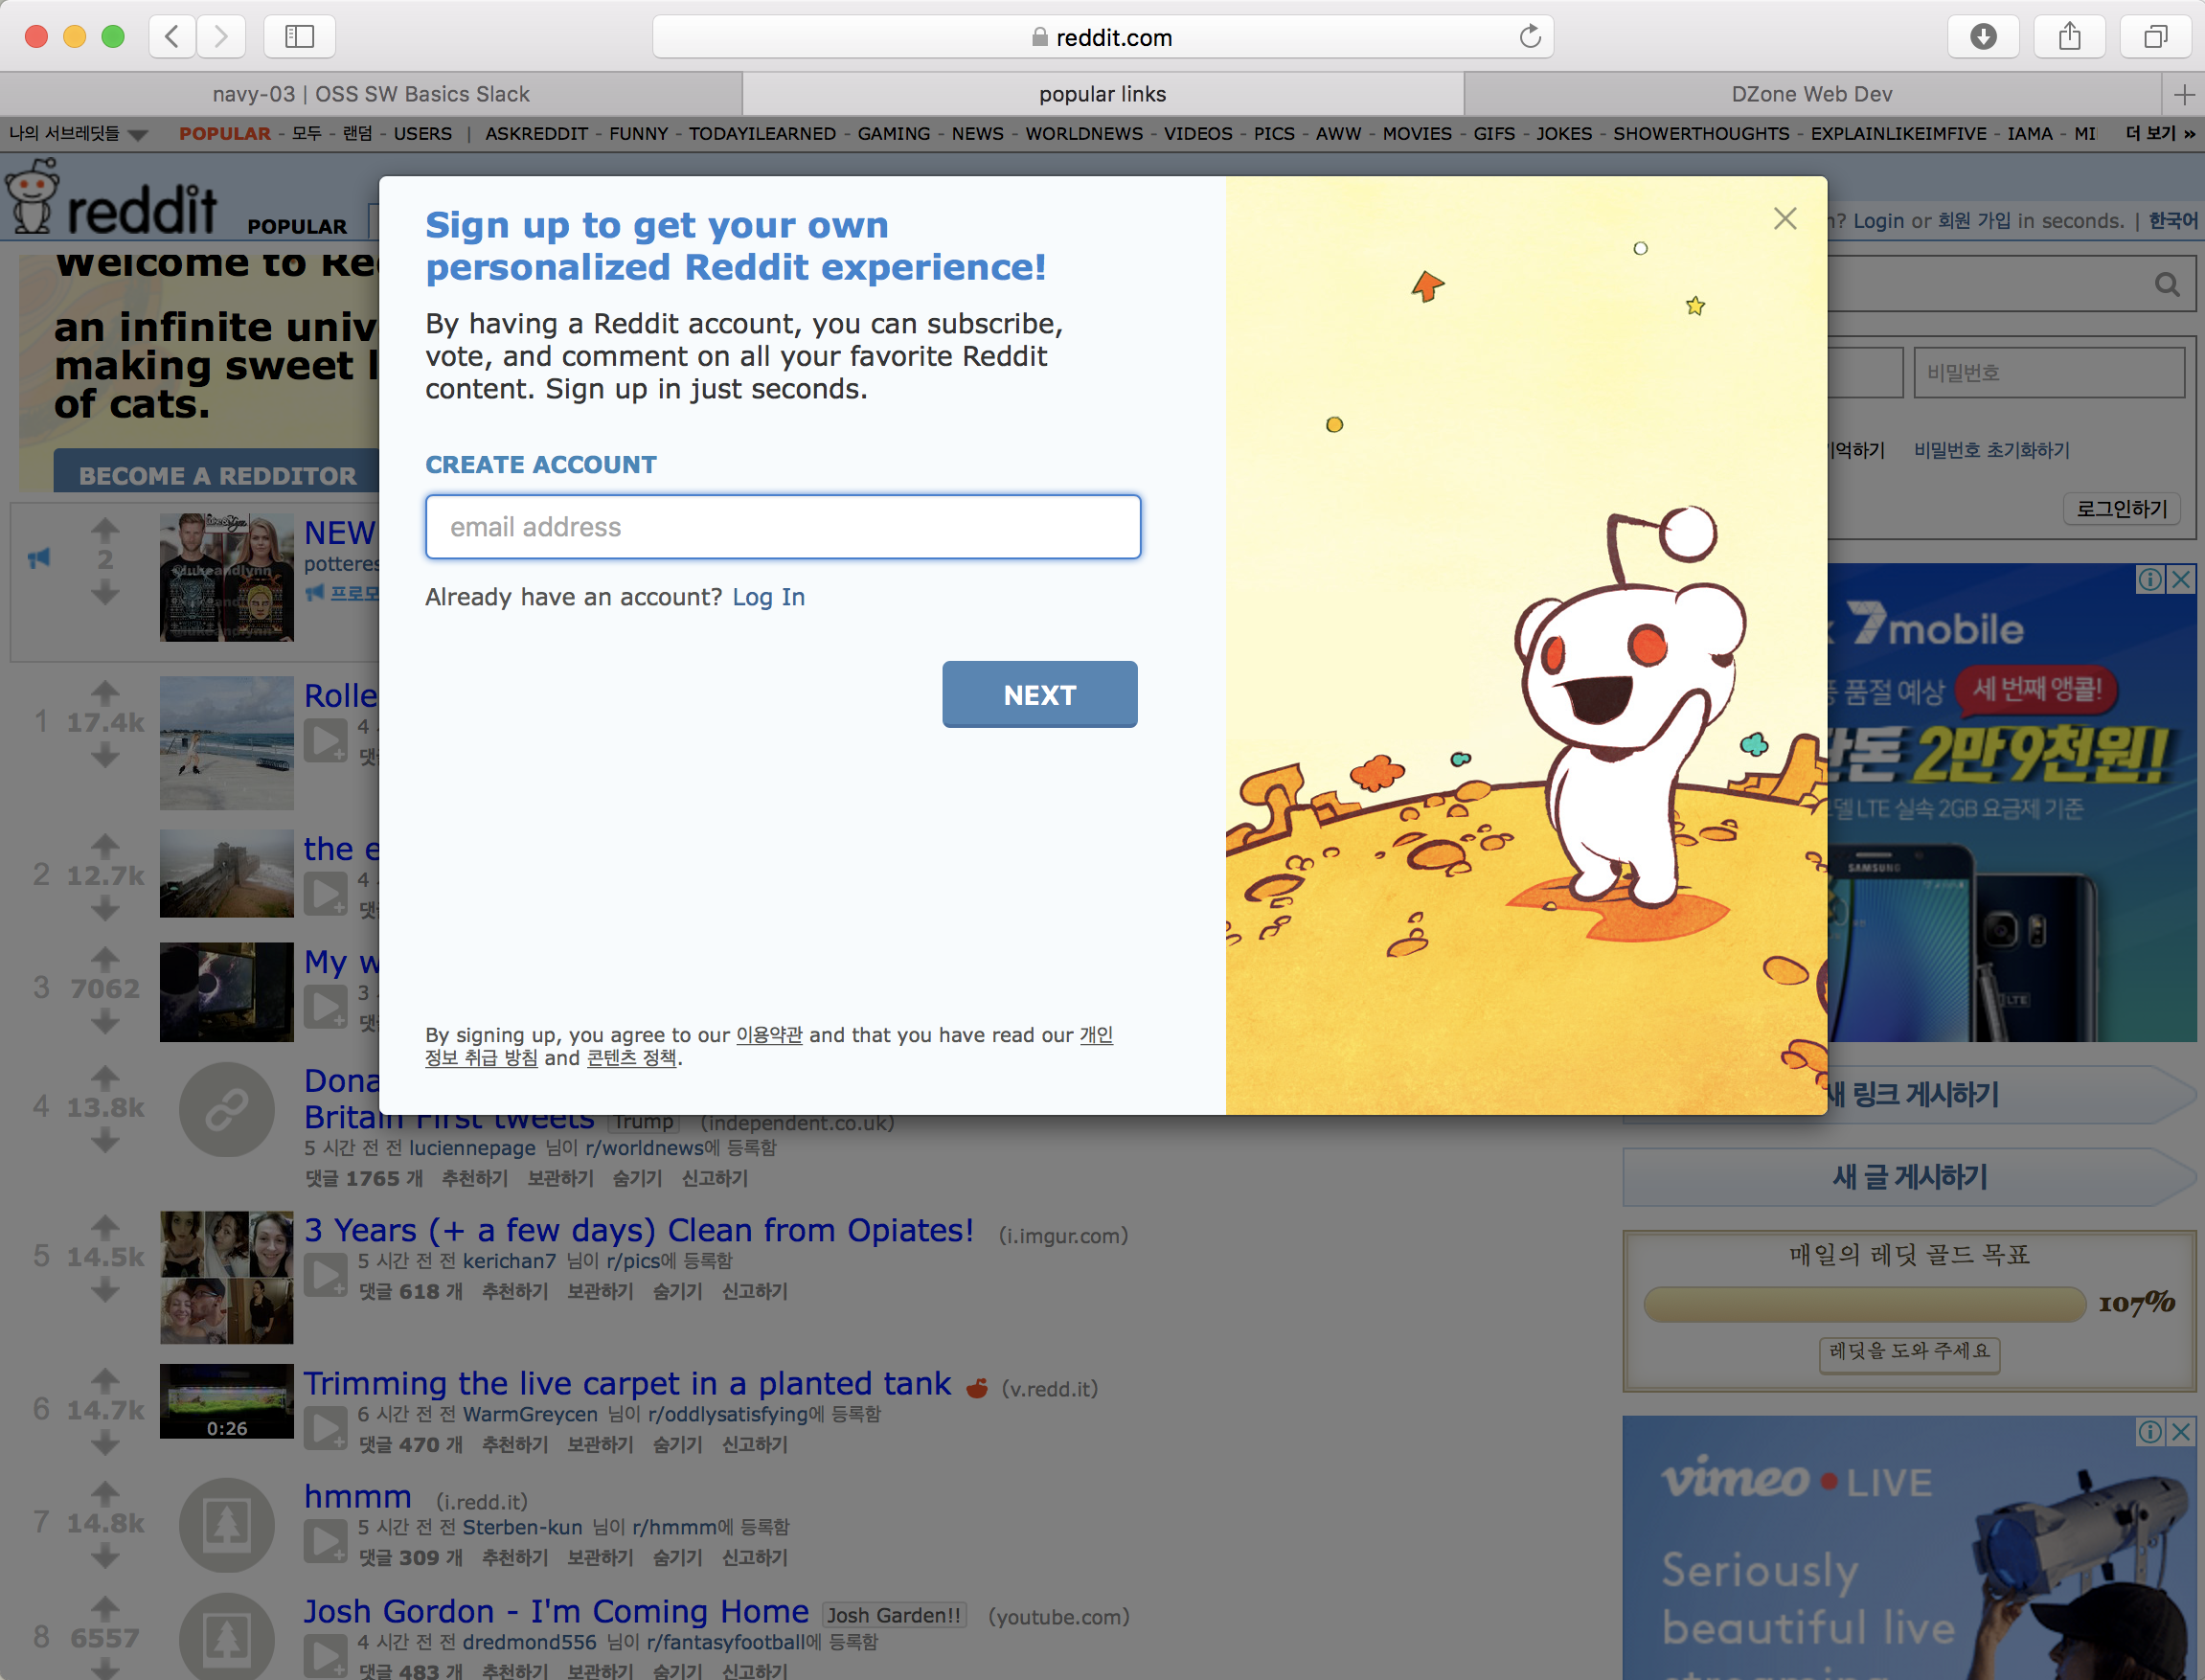 reddit.com
navy-03 | OSS SW Basics Slack
popular links
DZone Web Dev
나의 서브레딧들 POPULAR - 모두 - 랜덤 - USERS | ASKREDDIT - FUNNY - TODAYILEARNED - GAMING - NEWS - WORLDNEWS - VIDEOS - PICS - AWW - MOVIES - GIFS - JOKES - SHOWERTHOUGHTS - EXPLAINLIKEIMFIVE - IAMA - MI 더 보기 »
reddit POPULAR
? Login or 회원 가입 in seconds. | 한국어
Welcome to Re
an infinite univ
making sweet l
of cats.
BECOME A REDDITOR
Sign up to get your own
personalized Reddit experience!
By having a Reddit account, you can subscribe,
vote, and comment on all your favorite Reddit
content. Sign up in just seconds.
CREATE ACCOUNT
email address
Already have an account? Log In
NEXT
By signing up, you agree to our 이용약관 and that you have read our 개인
정보 취급 방침 and 콘텐츠 정책.
비밀번호
억하기 비밀번호 초기화하기
로그인하기
2
NEW
potteres
프로모
1 17.4k
Rolle
4
댓
2 12.7k
the e
4
댓
3 7062
My w
3
댓
4 13.8k
Dona
Britain First tweets Trump (independent.co.uk)
5 시간 전 전 luciennepage 님이 r/worldnews에 등록함
댓글 1765 개 추천하기 보관하기 숨기기 신고하기
5 14.5k
3 Years (+ a few days) Clean from Opiates! (i.imgur.com)
5 시간 전 전 kerichan7 님이 r/pics에 등록함
댓글 618 개 추천하기 보관하기 숨기기 신고하기
6 14.7k
0:26
Trimming the live carpet in a planted tank (v.redd.it)
6 시간 전 전 WarmGreycen 님이 r/oddlysatisfying에 등록함
댓글 470 개 추천하기 보관하기 숨기기 신고하기
7 14.8k
hmmm (i.redd.it)
5 시간 전 전 Sterben-kun 님이 r/hmmm에 등록함
댓글 309 개 추천하기 보관하기 숨기기 신고하기
8 6557
Josh Gordon - I'm Coming Home Josh Garden!! (youtube.com)
4 시간 전 전 dredmond556 님이 r/fantasyfootball에 등록함
댓글 483 개 추천하기 보관하기 숨기기 신고하기
7mobile
품절 예상 세 번째 앵콜!
단돈 2만 9천원!
델 LTE 실속 2GB 요금제 기준
SAMSUNG
새 링크 게시하기
새 글 게시하기
매일의 레딧 골드 목표
107%
레딧을 도와 주세요
vimeo LIVE
Seriously
beautiful live
streaming